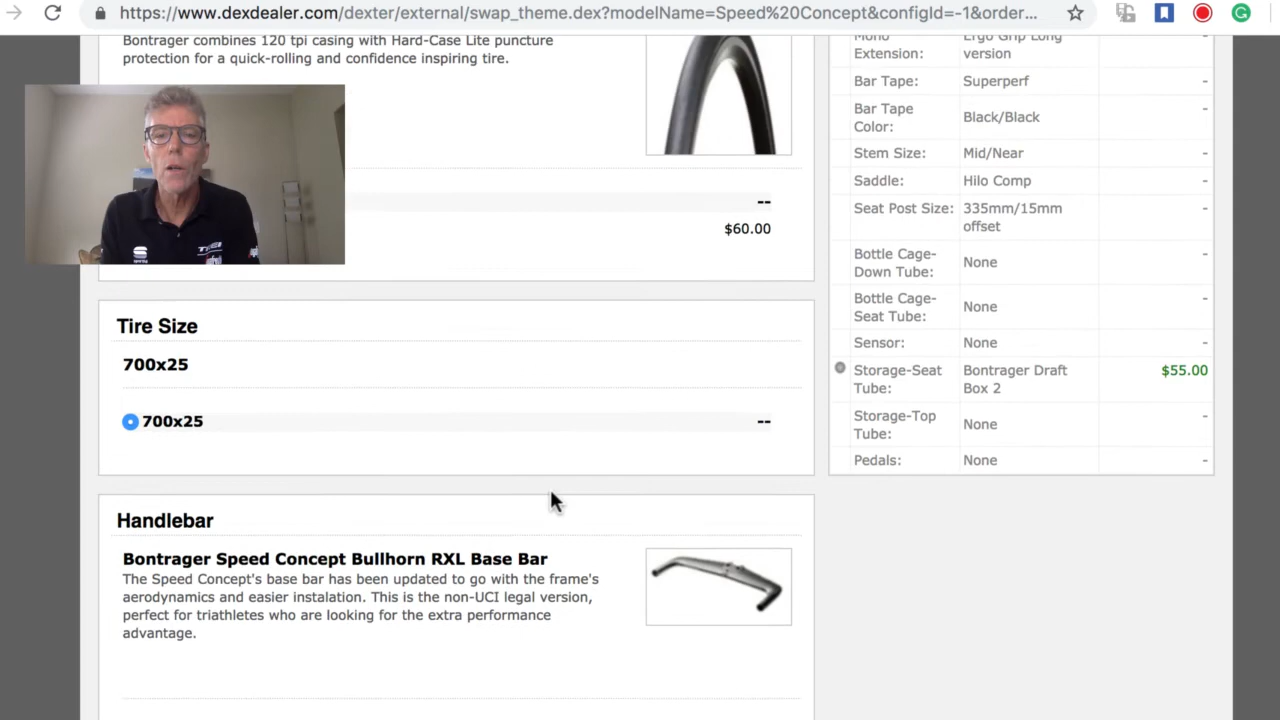 https://www.dexdealer.com/dexter/external/swap_theme.dex?modelName=Speed%20Concept&configId=-1&order...
Bontrager combines 120 tpi casing with Hard-Case Lite puncture
protection for a quick-rolling and confidence inspiring tire.
--
$60.00
Tire Size
700x25
700x25 --
Handlebar
Bontrager Speed Concept Bullhorn RXL Base Bar
The Speed Concept's base bar has been updated to go with the frame's
aerodynamics and easier instalation. This is the non-UCI legal version,
perfect for triathletes who are looking for the extra performance
advantage.
Mono Ergo Grip Long -
Extension: version
Bar Tape: Superperf -
Bar Tape Black/Black -
Color:
Stem Size: Mid/Near -
Saddle: Hilo Comp -
Seat Post Size: 335mm/15mm -
offset
Bottle Cage- None -
Down Tube:
Bottle Cage- None -
Seat Tube:
Sensor: None -
Storage-Seat Bontrager Draft $55.00
Tube: Box 2
Storage-Top None -
Tube:
Pedals: None -